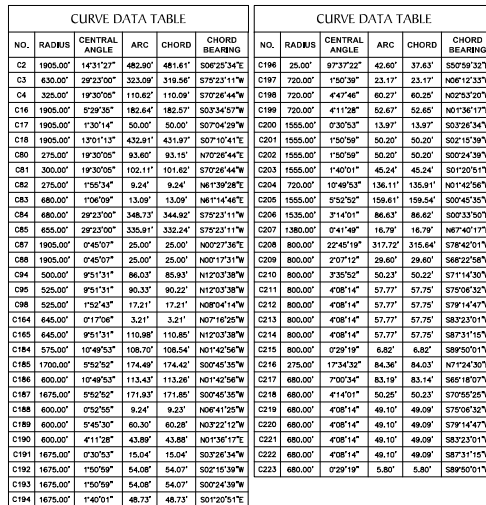 CURVE DATA TABLE
NO. RADIUS CENTRAL ANGLE ARC CHORD CHORD BEARING
C2 1905.00' 14°31'27" 482.90' 481.61' S06°25'34"E
C3 630.00' 29°23'00" 323.09' 319.56' S75°23'11"W
C4 325.00' 19°30'05" 110.62' 110.09' S70°26'44"W
C16 1905.00' 5°29'35" 182.64' 182.57' S03°34'57"W
C17 1905.00' 1°30'14" 50.00' 50.00' S07°04'29"W
C18 1905.00' 13°01'13" 432.91' 431.97' S07°10'41"E
C80 275.00' 19°30'05" 93.60' 93.15' N70°26'44"E
C81 300.00' 19°30'05" 102.11' 101.62' S70°26'44"W
C82 275.00' 1°55'34" 9.24' 9.24' N61°39'28"E
C83 680.00' 1°06'09" 13.09' 13.09' N61°14'46"E
C84 680.00' 29°23'00" 348.73' 344.92' S75°23'11"W
C85 655.00' 29°23'00" 335.91' 332.24' S75°23'11"W
C87 1905.00' 0°45'07" 25.00' 25.00' N00°27'36"E
C88 1905.00' 0°45'07" 25.00' 25.00' N00°17'31"W
C94 500.00' 9°51'31" 86.03' 85.93' N12°03'38"W
C95 525.00' 9°51'31" 90.33' 90.22' N12°03'38"W
C98 525.00' 1°52'43" 17.21' 17.21' N08°04'14"W
C164 645.00' 0°17'06" 3.21' 3.21' N07°16'25"W
C165 645.00' 9°51'31" 110.98' 110.85' N12°03'38"W
C184 575.00' 10°49'53" 108.70' 108.54' N01°42'56"W
C185 1700.00' 5°52'52" 174.49' 174.42' S00°45'35"W
C186 600.00' 10°49'53" 113.43' 113.26' N01°42'56"W
C187 1675.00' 5°52'52" 171.93' 171.85' S00°45'35"W
C188 600.00' 0°52'55" 9.24' 9.23' N06°41'25"W
C189 600.00' 5°45'30" 60.30' 60.28' N03°22'12"W
C190 600.00' 4°11'28" 43.89' 43.88' N01°36'17"E
C191 1675.00' 0°30'53" 15.04' 15.04' S03°26'34"W
C192 1675.00' 1°50'59" 54.08' 54.07' S02°15'39"W
C193 1675.00' 1°50'59" 54.08' 54.07' S00°24'39"W
C194 1675.00' 1°40'01" 48.73' 48.73' S01°20'51"E
CURVE DATA TABLE
NO. RADIUS CENTRAL ANGLE ARC CHORD CHORD BEARING
C196 25.00' 97°37'22" 42.60' 37.63' S50°59'32"
C197 720.00' 1°50'39" 23.17' 23.17' N06°12'33"
C198 720.00' 4°47'46" 60.27' 60.25' N02°53'20"
C199 720.00' 4°11'28" 52.67' 52.65' N01°36'17"
C200 1555.00' 0°30'53" 13.97' 13.97' S03°26'34"
C201 1555.00' 1°50'59" 50.20' 50.20' S02°15'39"
C202 1555.00' 1°50'59" 50.20' 50.20' S00°24'39"
C203 1555.00' 1°40'01" 45.24' 45.24' S01°20'51"
C204 720.00' 10°49'53" 136.11' 135.91' N01°42'56"
C205 1555.00' 5°52'52" 159.61' 159.54' S00°45'35"
C206 1535.00' 3°14'01" 86.63' 86.62' S00°33'50"
C207 1380.00' 0°41'49" 16.79' 16.79' N67°40'17"
C208 800.00' 22°45'19" 317.72' 315.64' S78°42'01"
C209 800.00' 2°07'12" 29.60' 29.60' S68°22'58"
C210 800.00' 3°35'52" 50.23' 50.22' S71°14'30"
C211 800.00' 4°08'14" 57.77' 57.75' S75°06'32"
C212 800.00' 4°08'14" 57.77' 57.75' S79°14'47"
C213 800.00' 4°08'14" 57.77' 57.75' S83°23'01"
C214 800.00' 4°08'14" 57.77' 57.75' S87°31'15"
C215 800.00' 0°29'19" 6.82' 6.82' S89°50'01"
C216 275.00' 17°34'32" 84.36' 84.03' N71°24'30"
C217 680.00' 7°00'34" 83.19' 83.14' S65°18'07"
C218 680.00' 4°14'01" 50.25' 50.23' S70°55'25"
C219 680.00' 4°08'14" 49.10' 49.09' S75°06'32"
C220 680.00' 4°08'14" 49.10' 49.09' S79°14'47"
C221 680.00' 4°08'14" 49.10' 49.09' S83°23'01"
C222 680.00' 4°08'14" 49.10' 49.09' S87°31'15"
C223 680.00' 0°29'19" 5.80' 5.80' S89°50'01"